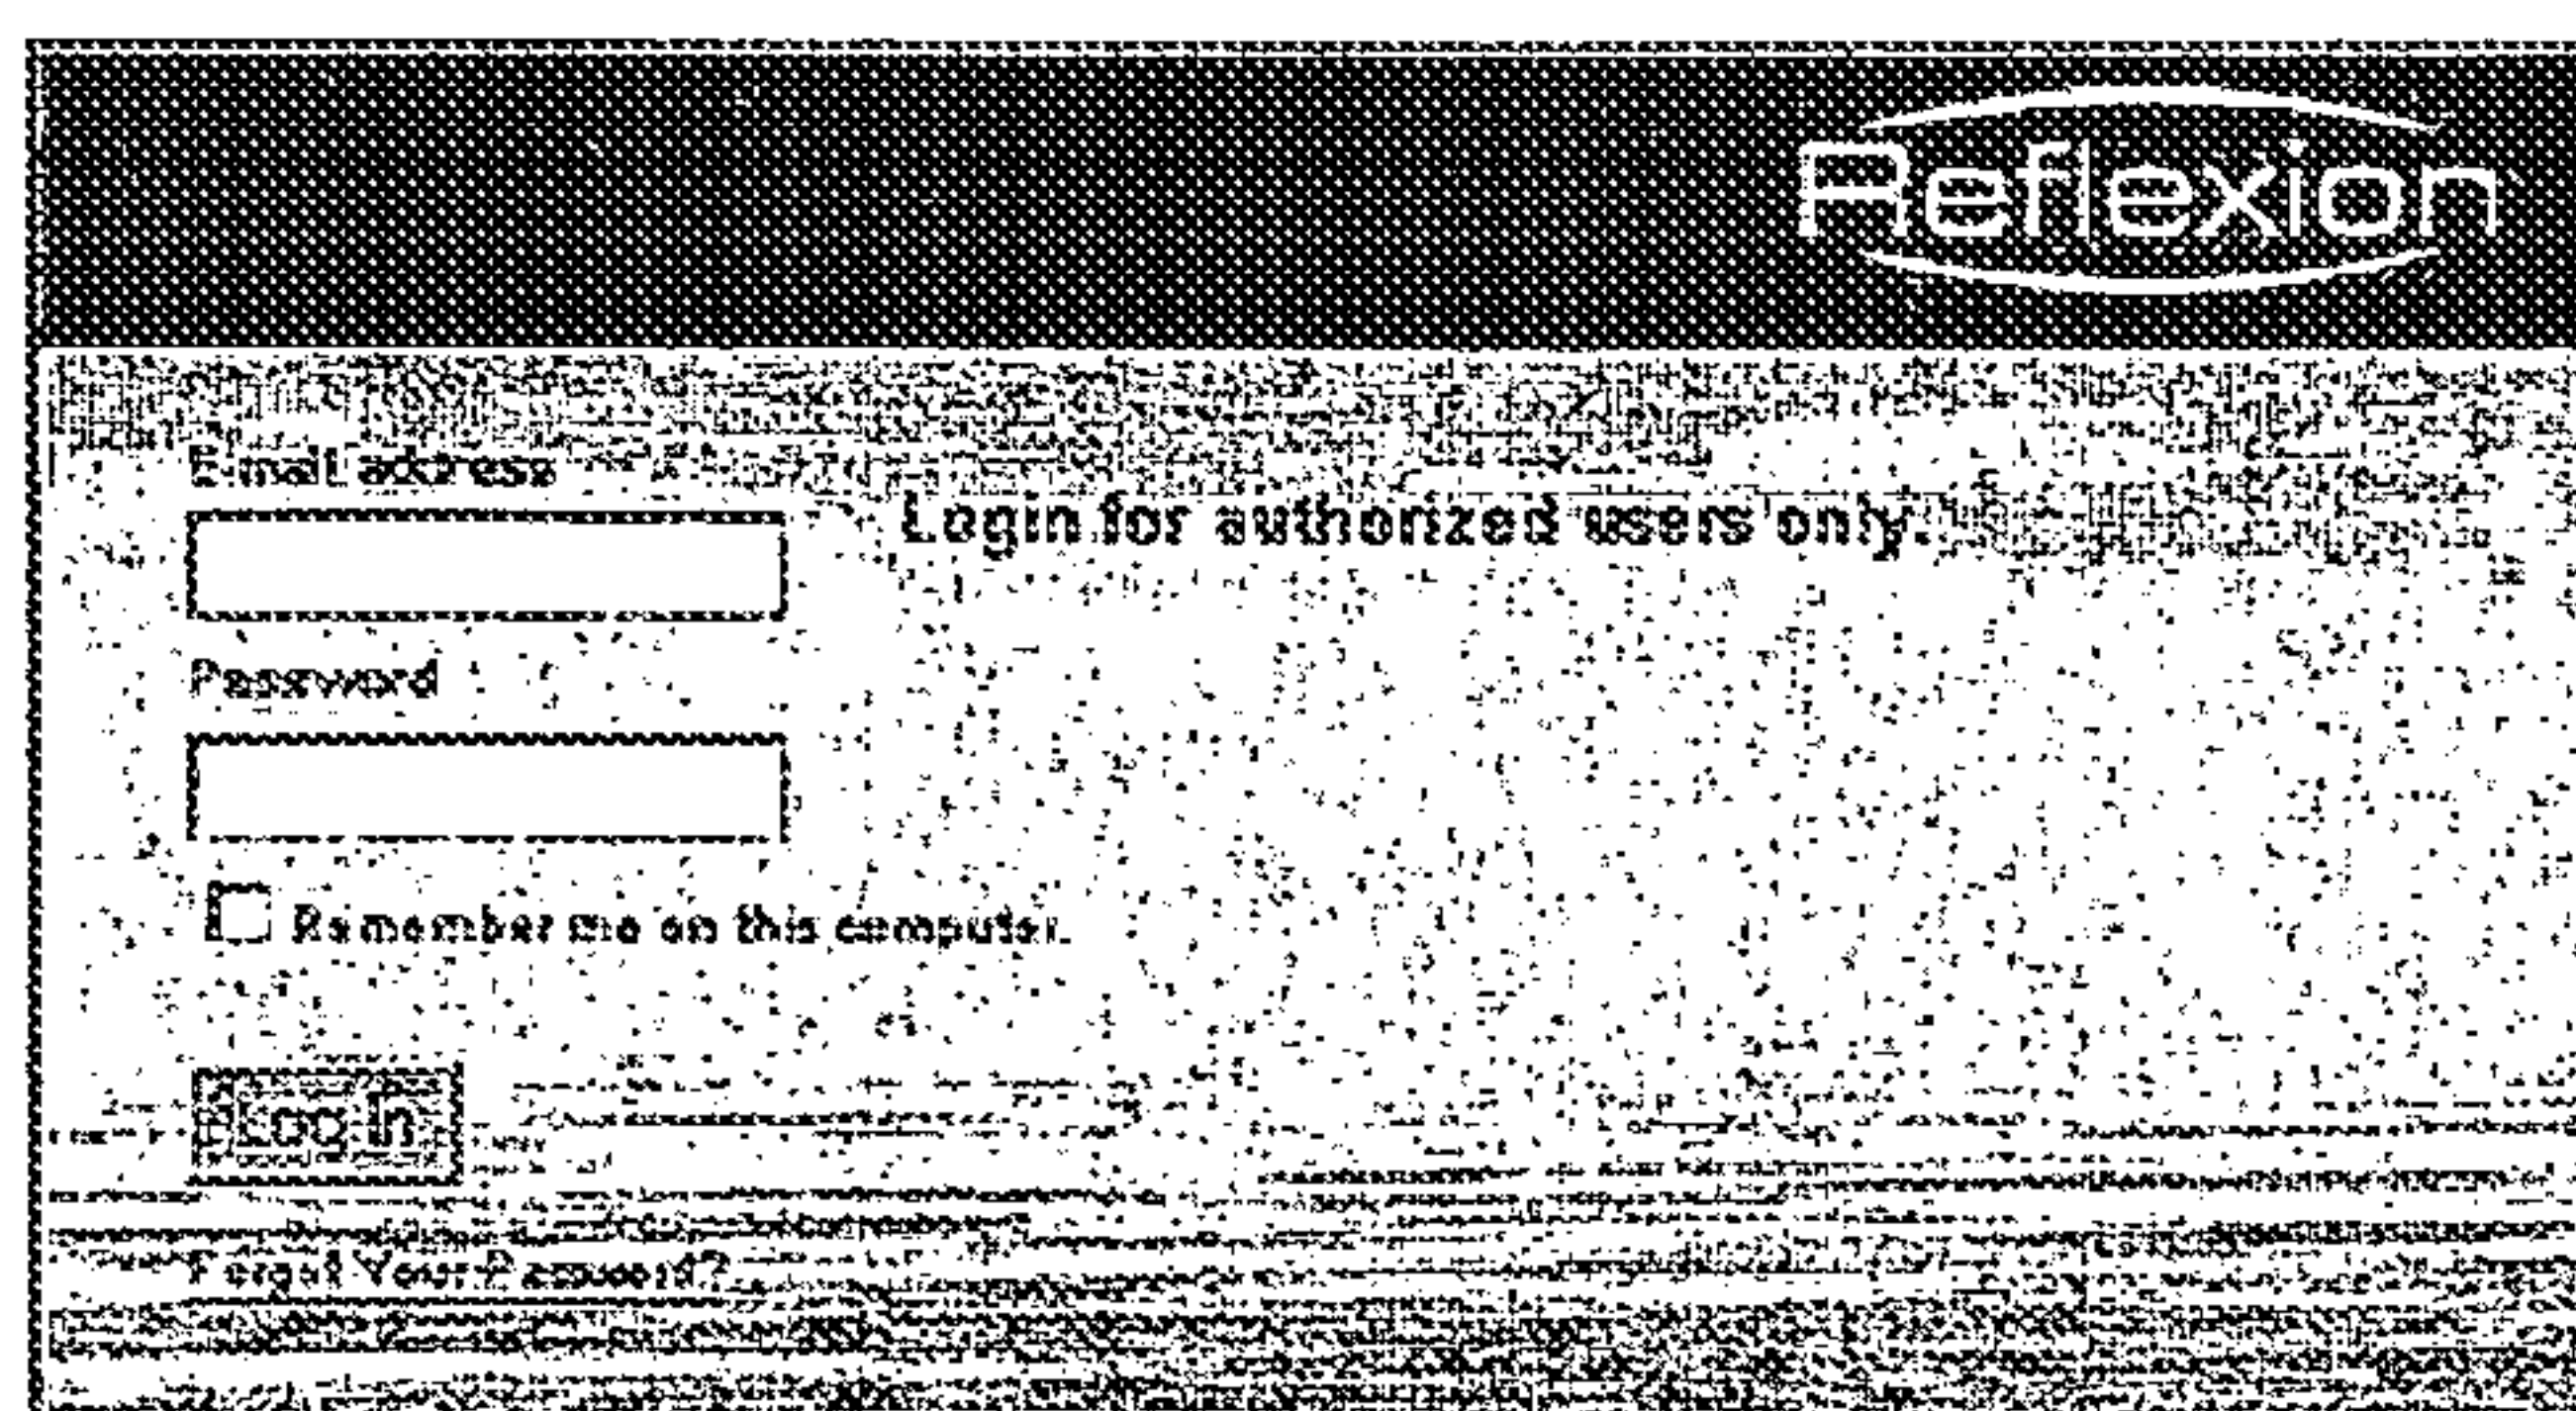 Reflexion
E-mail address
Login for authorized users only.
Password
Remember me on this computer.
Log in
Forgot Your Password?